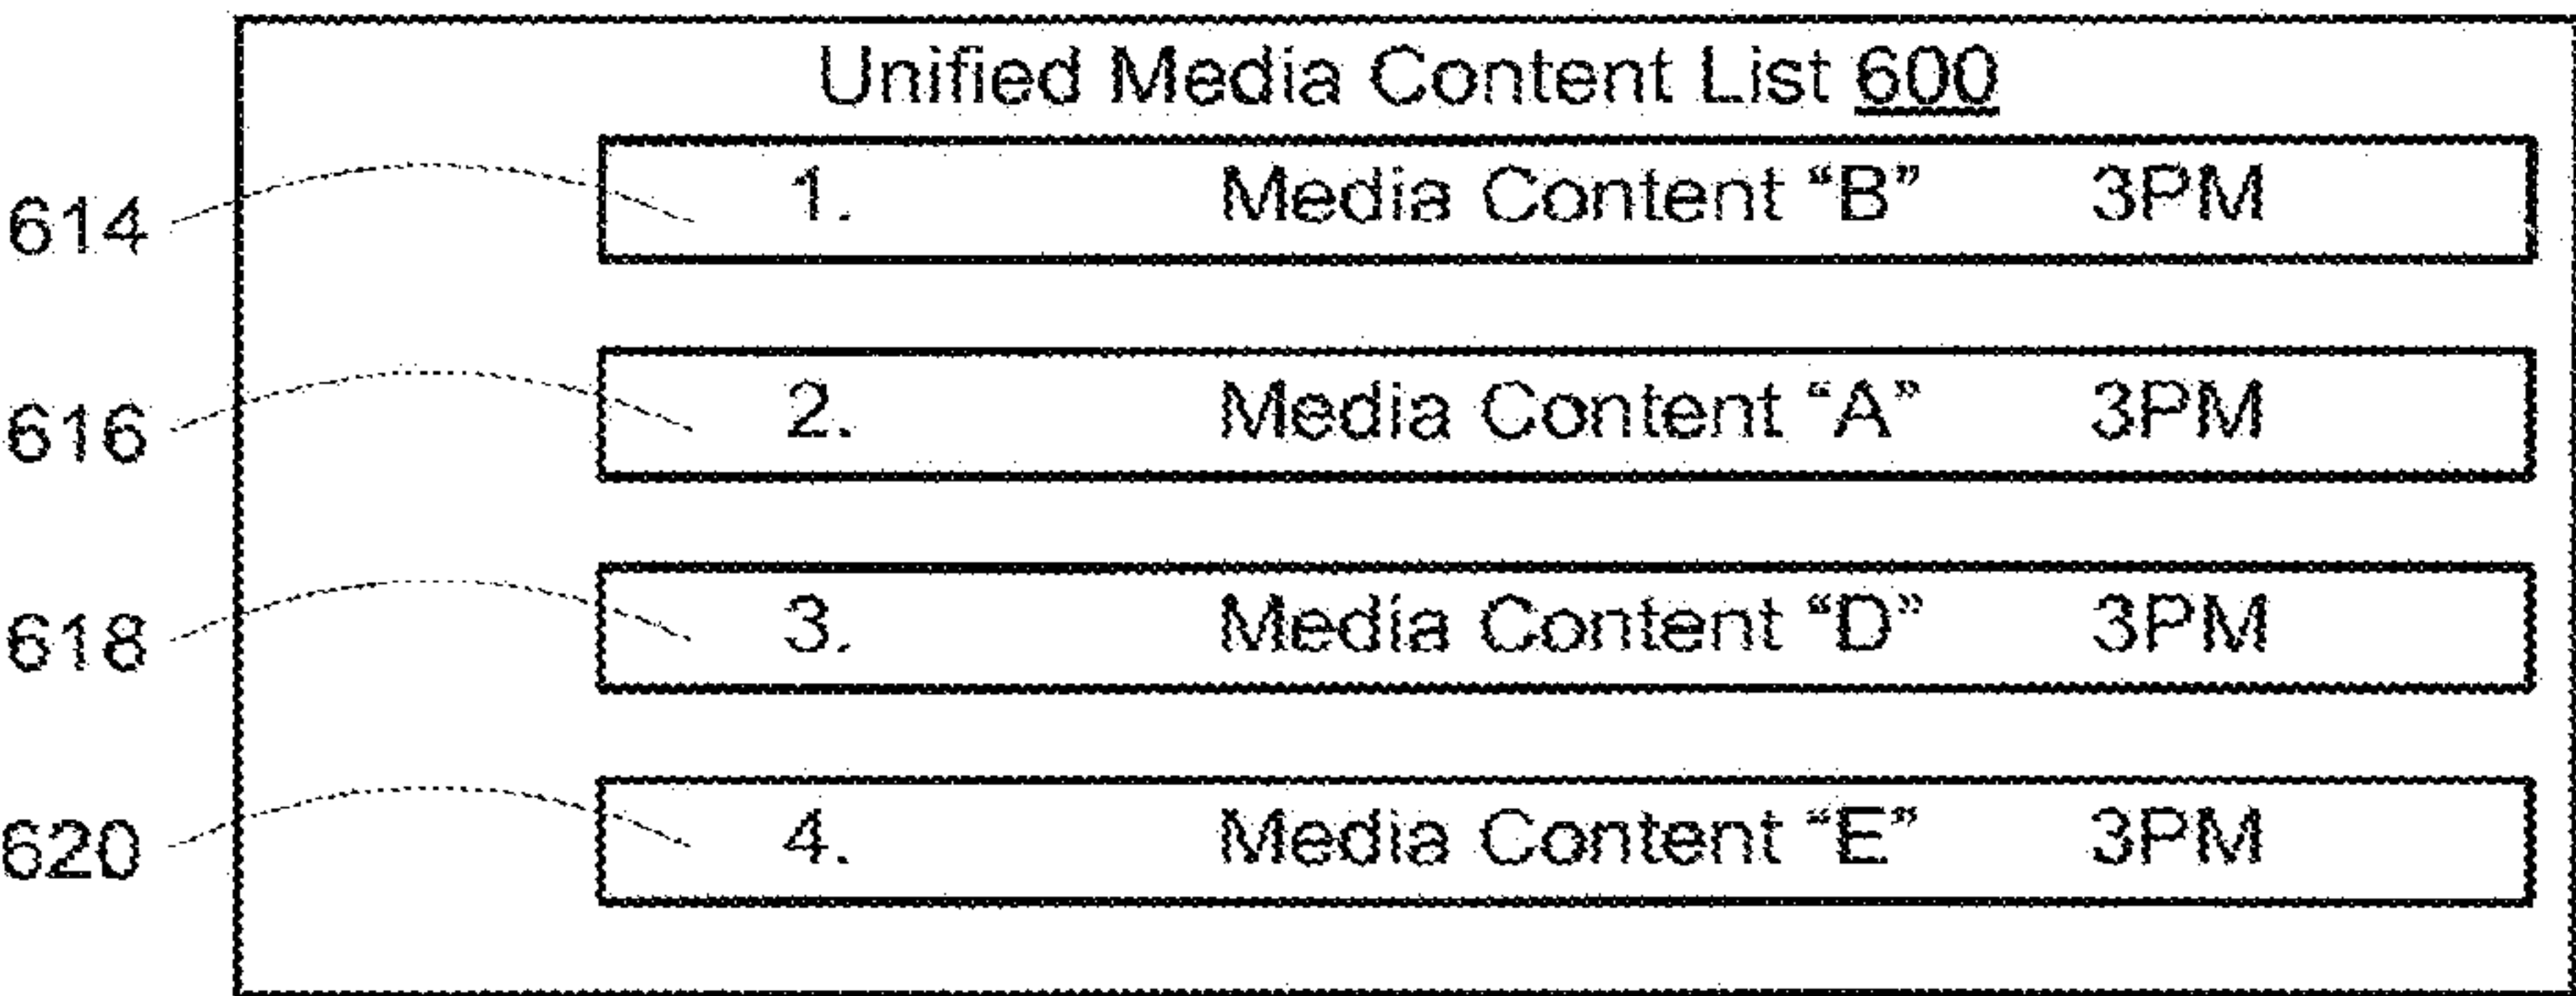 Unified Media Content List 600
614 1. Media Content “B” 3PM
616 2. Media Content “A” 3PM
618 3. Media Content “D” 3PM
620 4. Media Content “E” 3PM